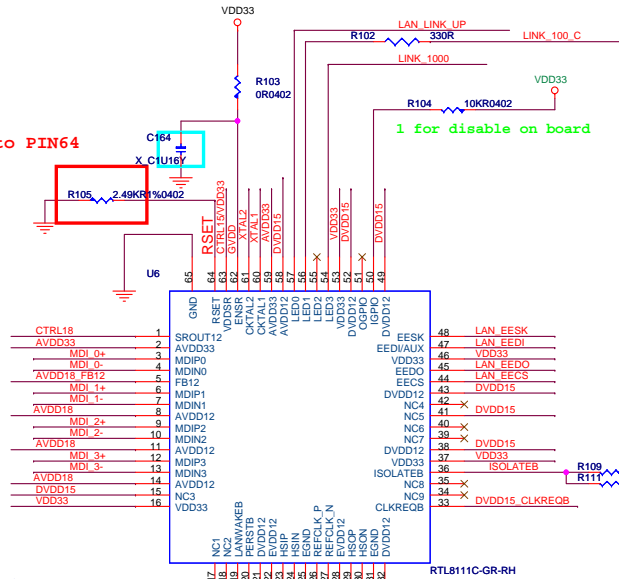 VDD33
LAN_LINK_UP
R102
330R
LINK_100_C
LINK_1000
R103
0R0402
VDD33
R104
10KR0402
1 for disable on board
to PIN64
C164
X_C1U16Y
R105
2.49KR1%0402
RSET
CTRL15/VDD33
GVDD
XTAL2
XTAL1
AVDD33
DVDD15
VDD33
DVDD15
DVDD15
U6
65
64
63
62
61
60
59
58
57
56
55
54
53
52
51
50
49
GND
RSET
VDDSR
ENSR
CKTAL2
CKTAL1
AVDD33
AVDD12
LED0
LED1
LED2
LED3
VDD33
DVDD12
OGPIO
IGPIO
DVDD12
CTRL18 1 SROUT12
AVDD33 2 AVDD33
MDI_0+ 3 MDIP0
MDI_0- 4 MDIN0
AVDD18_FB12 5 FB12
MDI_1+ 6 MDIP1
MDI_1- 7 MDIN1
AVDD18 8 AVDD12
MDI_2+ 9 MDIP2
MDI_2- 10 MDIN2
AVDD18 11 AVDD12
MDI_3+ 12 MDIP3
MDI_3- 13 MDIN3
AVDD18 14 AVDD12
DVDD15 15 NC3
VDD33 16 VDD33
EESK 48 LAN_EESK
EEDI/AUX 47 LAN_EEDI
VDD33 46 VDD33
EEDO 45 LAN_EEDO
EECS 44 LAN_EECS
DVDD12 43 DVDD15
NC4 42
NC5 41 DVDD15
NC6 40
NC7 39
DVDD12 38 DVDD15
VDD33 37 VDD33
ISOLATEB 36 ISOLATEB
NC8 35
NC9 34
CLKREQB 33 DVDD15_CLKREQB
R109
R111
NC1
NC2
LANWAKEB
PERSTB
DVDD12
EVDD12
HSIP
HSIN
EGND
REFCLK_P
REFCLK_N
EVDD12
HSOP
HSON
EGND
DVDD12
RTL8111C-GR-RH